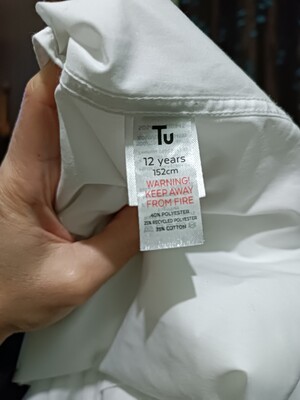 Tu
12 years
152cm
WARNING!
KEEP AWAY
FROM FIRE
40% POLYESTER
25% RECYCLED POLYESTER
35% COTTON